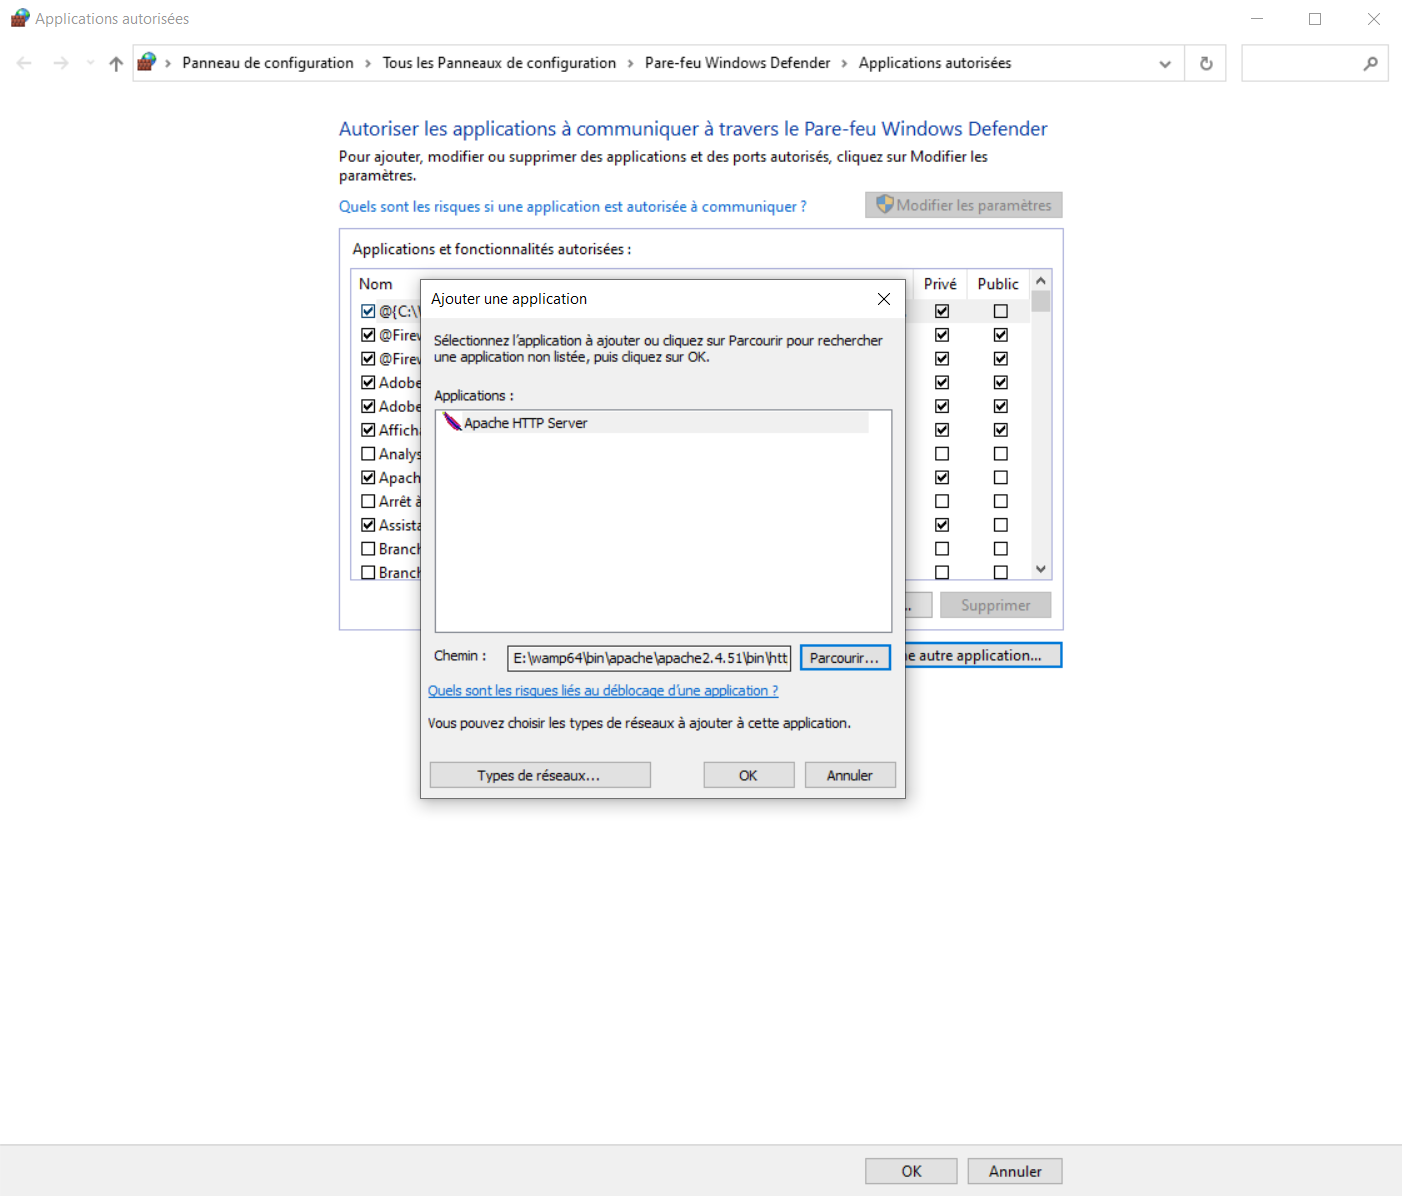 Applications autorisées
Panneau de configuration > Tous les Panneaux de configuration > Pare-feu Windows Defender > Applications autorisées
Autoriser les applications à communiquer à travers le Pare-feu Windows Defender
Pour ajouter, modifier ou supprimer des applications et des ports autorisés, cliquez sur Modifier les
paramètres.
Quels sont les risques si une application est autorisée à communiquer ?
Modifier les paramètres
Applications et fonctionnalités autorisées :
Nom
Privé
Public
@{C:\
@Firew
@Firew
Adobe
Adobe
Affich
Analys
Apach
Arrêt à
Assista
Branch
Branch
Ajouter une application
Sélectionnez l'application à ajouter ou cliquez sur Parcourir pour rechercher
une application non listée, puis cliquez sur OK.
Applications :
Apache HTTP Server
Chemin :
E:\wamp64\bin\apache\apache2.4.51\bin\htt
Parcourir...
Quels sont les risques liés au déblocage d'une application ?
Vous pouvez choisir les types de réseaux à ajouter à cette application.
Types de réseaux...
OK
Annuler
Supprimer
autre application...
OK
Annuler